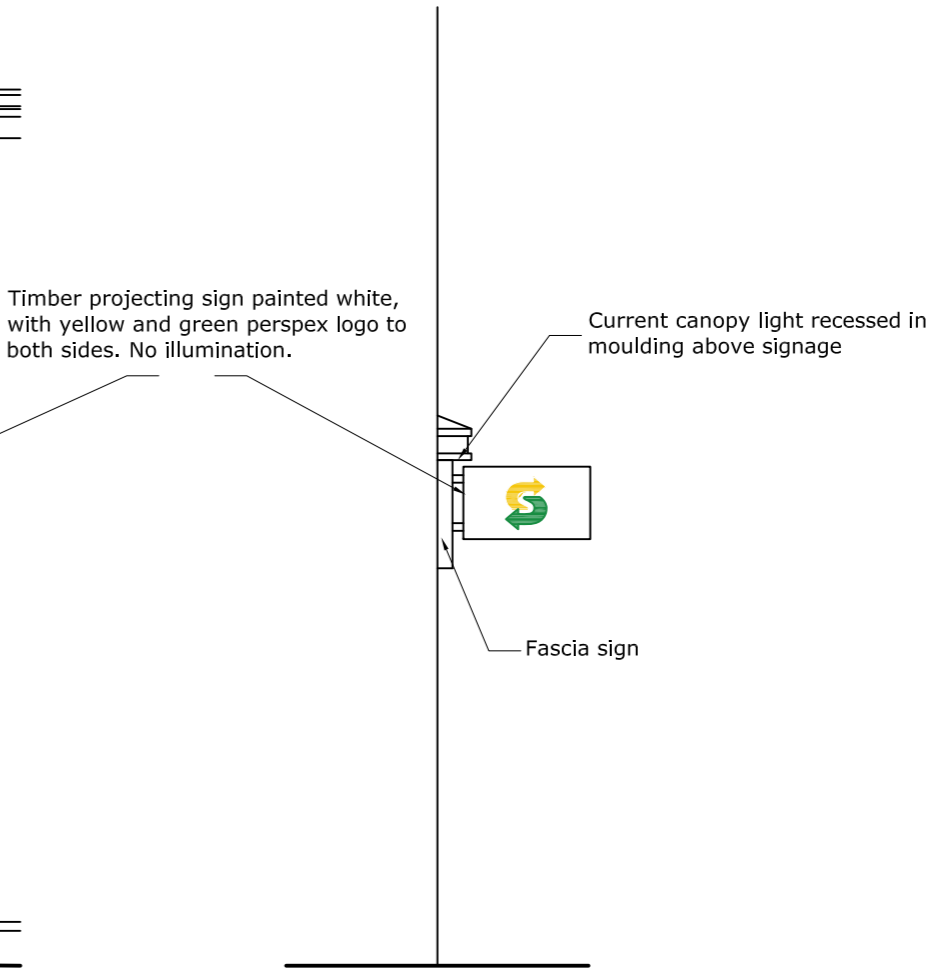 Timber projecting sign painted white,
with yellow and green perspex logo to
both sides. No illumination.
Current canopy light recessed in
moulding above signage
Fascia sign